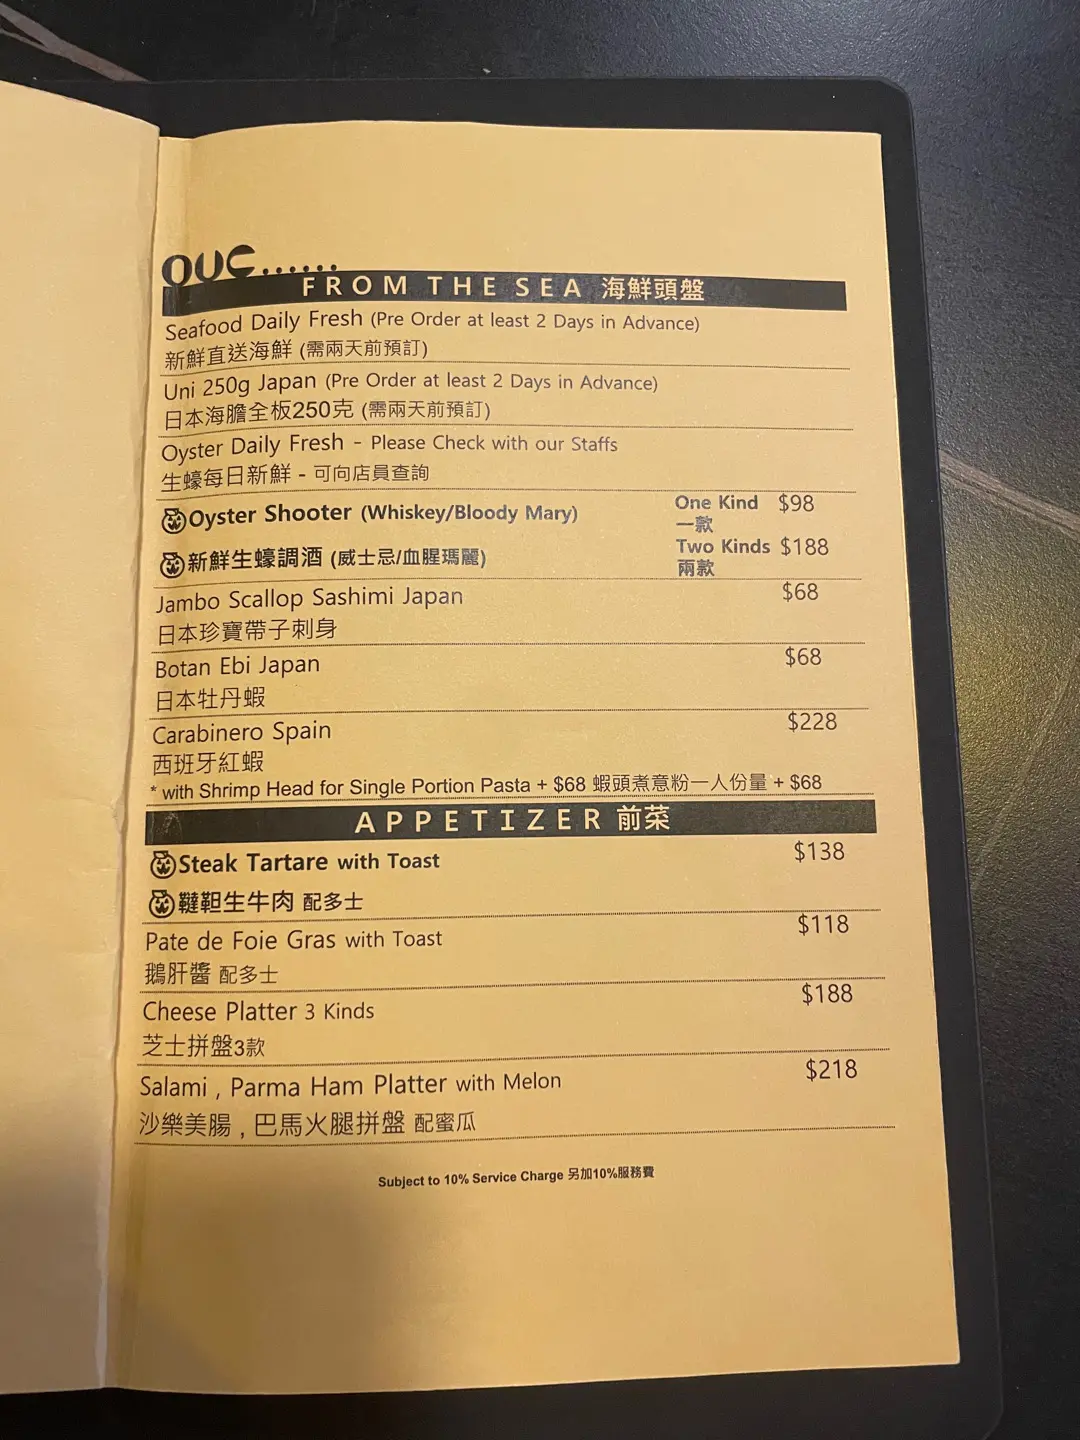 OUC......
FROM THE SEA 海鮮頭盤
Seafood Daily Fresh (Pre Order at least 2 Days in Advance)
新鮮直送海鮮 (需兩天前預訂)
Uni 250g Japan (Pre Order at least 2 Days in Advance)
日本海膽全板250克 (需兩天前預訂)
Oyster Daily Fresh - Please Check with our Staffs
生蠔每日新鮮 - 可向店員查詢
Oyster Shooter (Whiskey/Bloody Mary) One Kind $98
一款
新鮮生蠔調酒 (威士忌/血腥瑪麗) Two Kinds $188
兩款
Jambo Scallop Sashimi Japan $68
日本珍寶帶子刺身
Botan Ebi Japan $68
日本牡丹蝦
Carabinero Spain $228
西班牙紅蝦
* with Shrimp Head for Single Portion Pasta + $68 蝦頭煮意粉一人份量 + $68
APPETIZER 前菜
Steak Tartare with Toast $138
韃靼生牛肉 配多士
Pate de Foie Gras with Toast $118
鵝肝醬 配多士
Cheese Platter 3 Kinds $188
芝士拼盤3款
Salami , Parma Ham Platter with Melon $218
沙樂美腸 , 巴馬火腿拼盤 配蜜瓜
Subject to 10% Service Charge 另加10%服務費